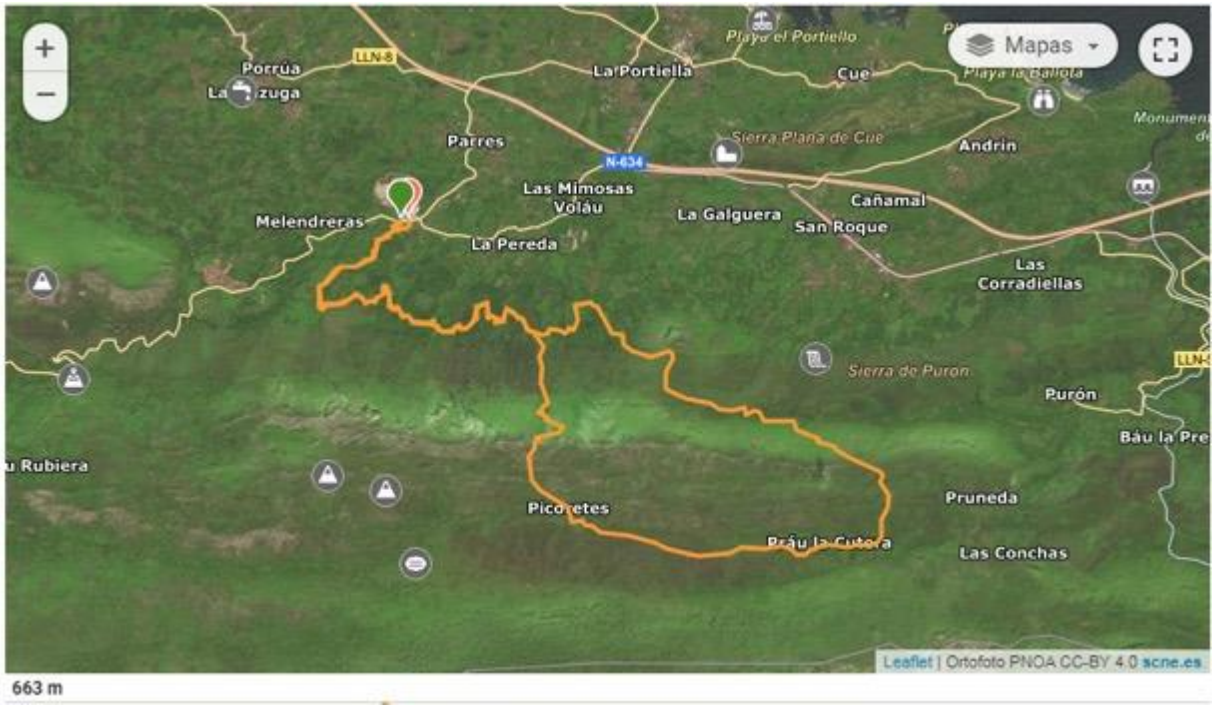 +
−
Mapas
Playa el Portiello
Porrúa
LLN-8
La Portiella
Cue
Playa la Ballota
Parres
Sierra Plana de Cue
Andrin
Monumen
de
N-634
Las Mimosas
Voláu
Cañamal
Melendreras
La Galguera
San Roque
La Pereda
Las
Corradiellas
LLN-
Sierra de Purón
Purón
Báu la Pre
u Rubiera
Pruneda
Picoretes
Práu la Cutera
Las Conchas
Leaflet | Ortofoto PNOA CC-BY 4.0 scne.es
663 m